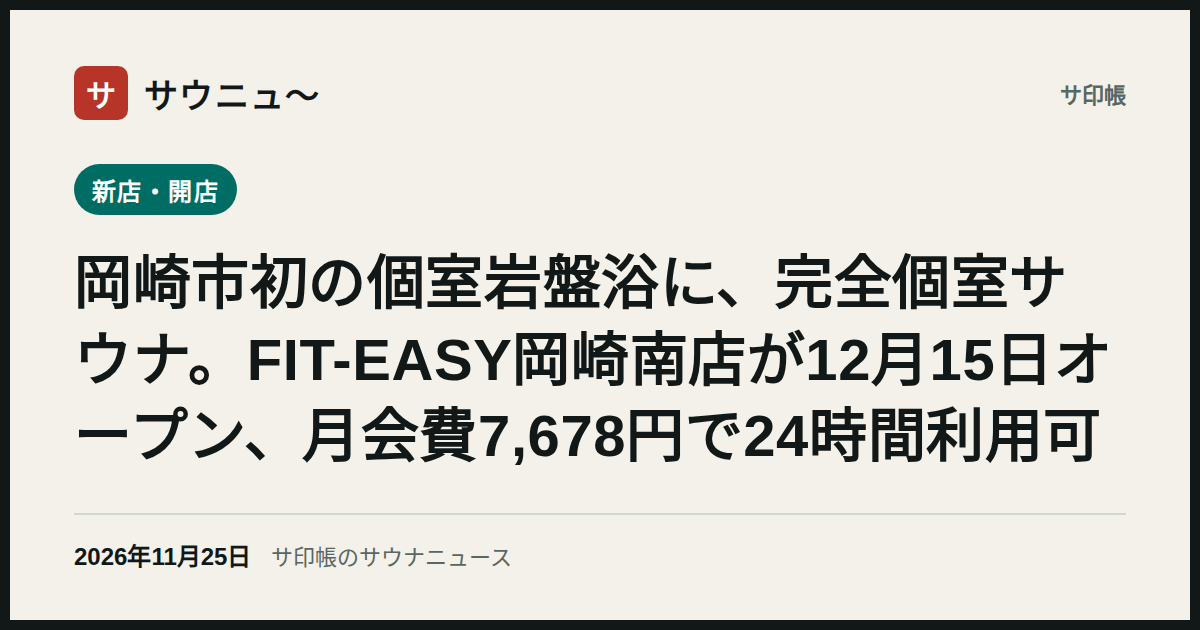 サ サウニュ〜
サ印帳
新店・開店
岡崎市初の個室岩盤浴に、完全個室サ
ウナ。FIT-EASY岡崎南店が12月15日オ
ープン、月会費7,678円で24時間利用可
2026年11月25日 サ印帳のサウナニュース